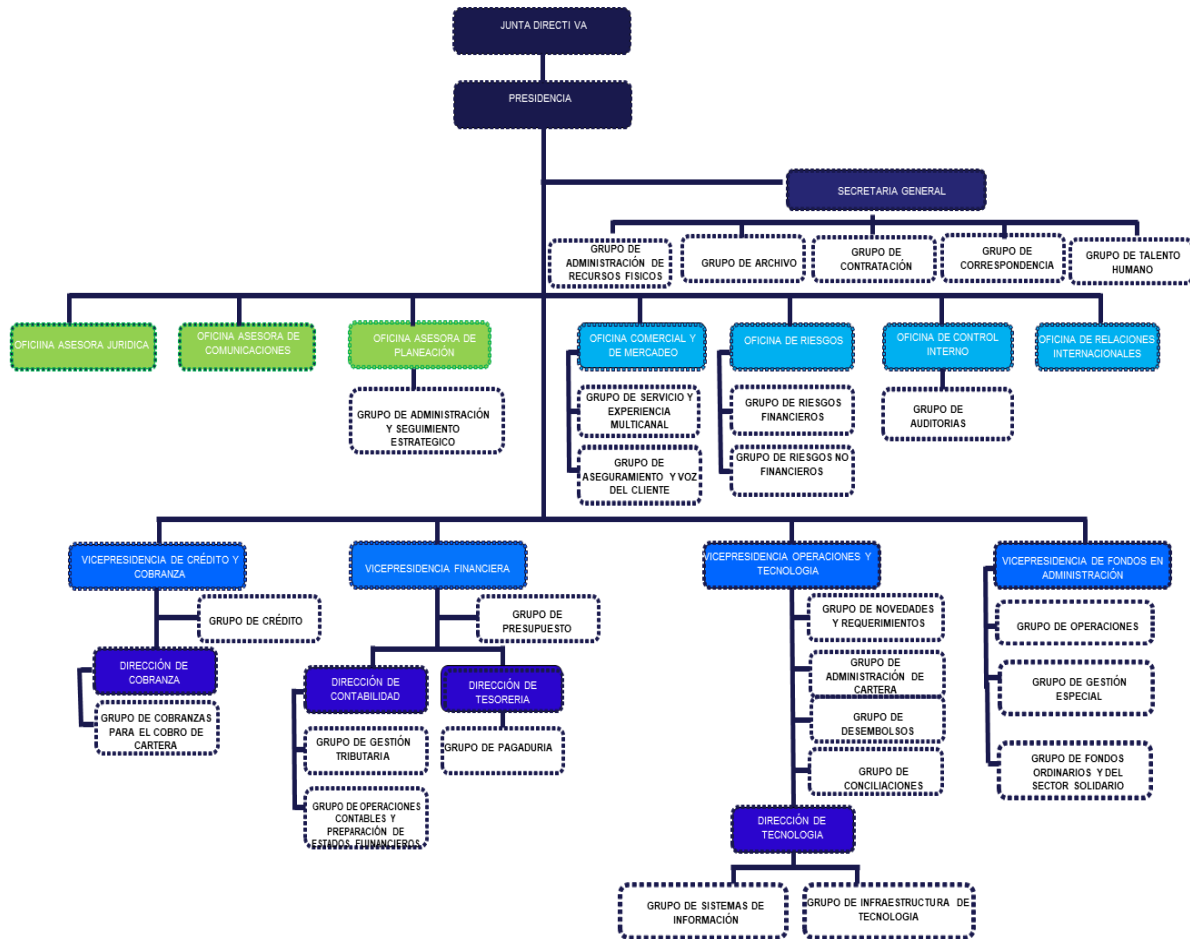 JUNTA DIRECTI VA
PRESIDENCIA
SECRETARIA GENERAL
GRUPO DE
ADMINISTRACIÓN DE
RECURSOS FISICOS
GRUPO DE ARCHIVO
GRUPO DE
CONTRATACIÓN
GRUPO DE
CORRESPONDENCIA
GRUPO DE TALENTO
HUMANO
OFICINA ASESORA JURIDICA
OFICINA ASESORA DE
COMUNICACIONES
OFICINA ASESORA DE
PLANEACIÓN
OFICINA COMERCIAL Y
DE MERCADEO
OFICINA DE RIESGOS
OFICINA DE CONTROL
INTERNO
OFICINA DE RELACIONES
INTERNACIONALES
GRUPO DE ADMINISTRACIÓN
Y SEGUIMIENTO
ESTRATEGICO
GRUPO DE SERVICIO Y
EXPERIENCIA
MULTICANAL
GRUPO DE RIESGOS
FINANCIEROS
GRUPO DE
AUDITORIAS
GRUPO DE
ASEGURAMIENTO Y VOZ
DEL CLIENTE
GRUPO DE RIESGOS NO
FINANCIEROS
VICEPRESIDENCIA DE CRÉDITO Y
COBRANZA
VICEPRESIDENCIA FINANCIERA
VICEPRESIDENCIA OPERACIONES Y
TECNOLOGIA
VICEPRESIDENCIA DE FONDOS EN
ADMINISTRACIÓN
GRUPO DE CRÉDITO
DIRECCIÓN DE
COBRANZA
GRUPO DE COBRANZAS
PARA EL COBRO DE
CARTERA
GRUPO DE
PRESUPUESTO
DIRECCIÓN DE
CONTABILIDAD
DIRECCIÓN DE
TESORERIA
GRUPO DE GESTIÓN
TRIBUTARIA
GRUPO DE PAGADURIA
GRUPO DE OPERACIONES
CONTABLES Y
PREPARACIÓN DE
ESTADOS FIUINANCIEROS
GRUPO DE NOVEDADES
Y REQUERIMIENTOS
GRUPO DE
ADMINISTRACIÓN DE
CARTERA
GRUPO DE
DESEMBOLSOS
GRUPO DE
CONCILIACIONES
DIRECCIÓN DE
TECNOLOGIA
GRUPO DE SISTEMAS DE
INFORMACIÓN
GRUPO DE INFRAESTRUCTURA DE
TECNOLOGIA
GRUPO DE OPERACIONES
GRUPO DE GESTIÓN
ESPECIAL
GRUPO DE FONDOS
ORDINARIOS Y DEL
SECTOR SOLIDARIO